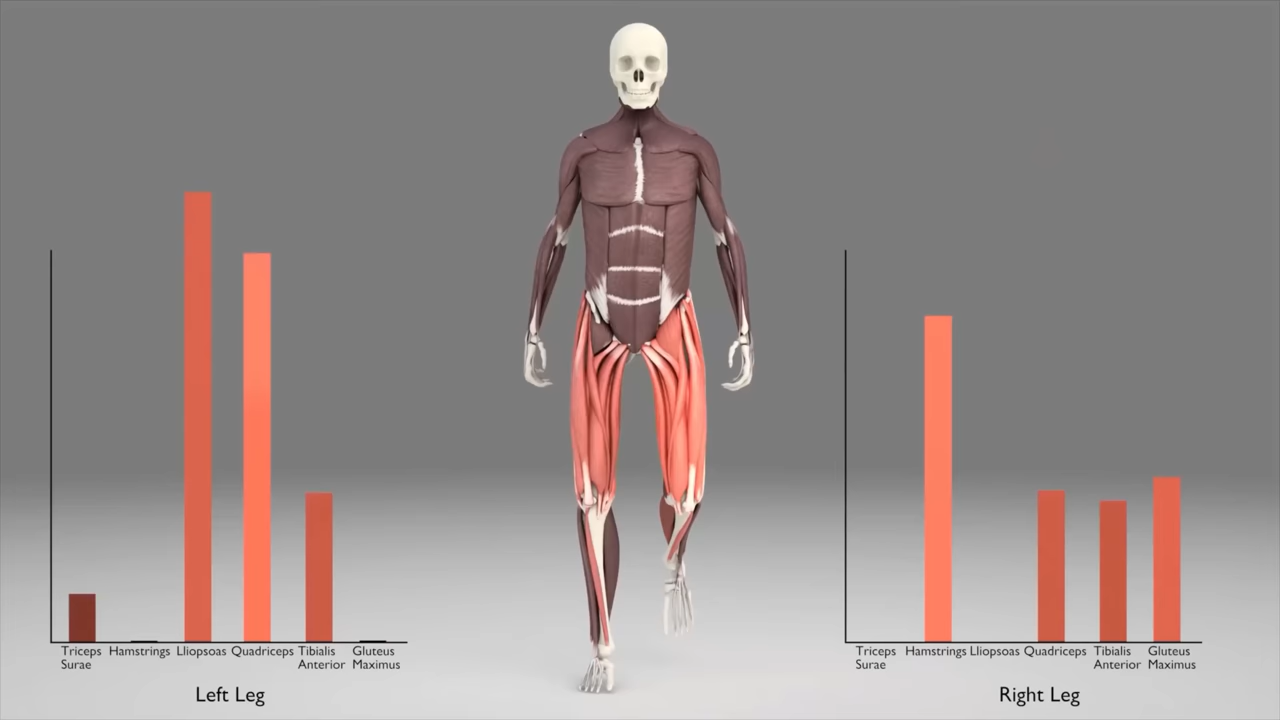 Triceps Surae
Hamstrings
Lliopsoas
Quadriceps
Tibialis Anterior
Gluteus Maximus
Left Leg
Triceps Surae
Hamstrings
Lliopsoas
Quadriceps
Tibialis Anterior
Gluteus Maximus
Right Leg